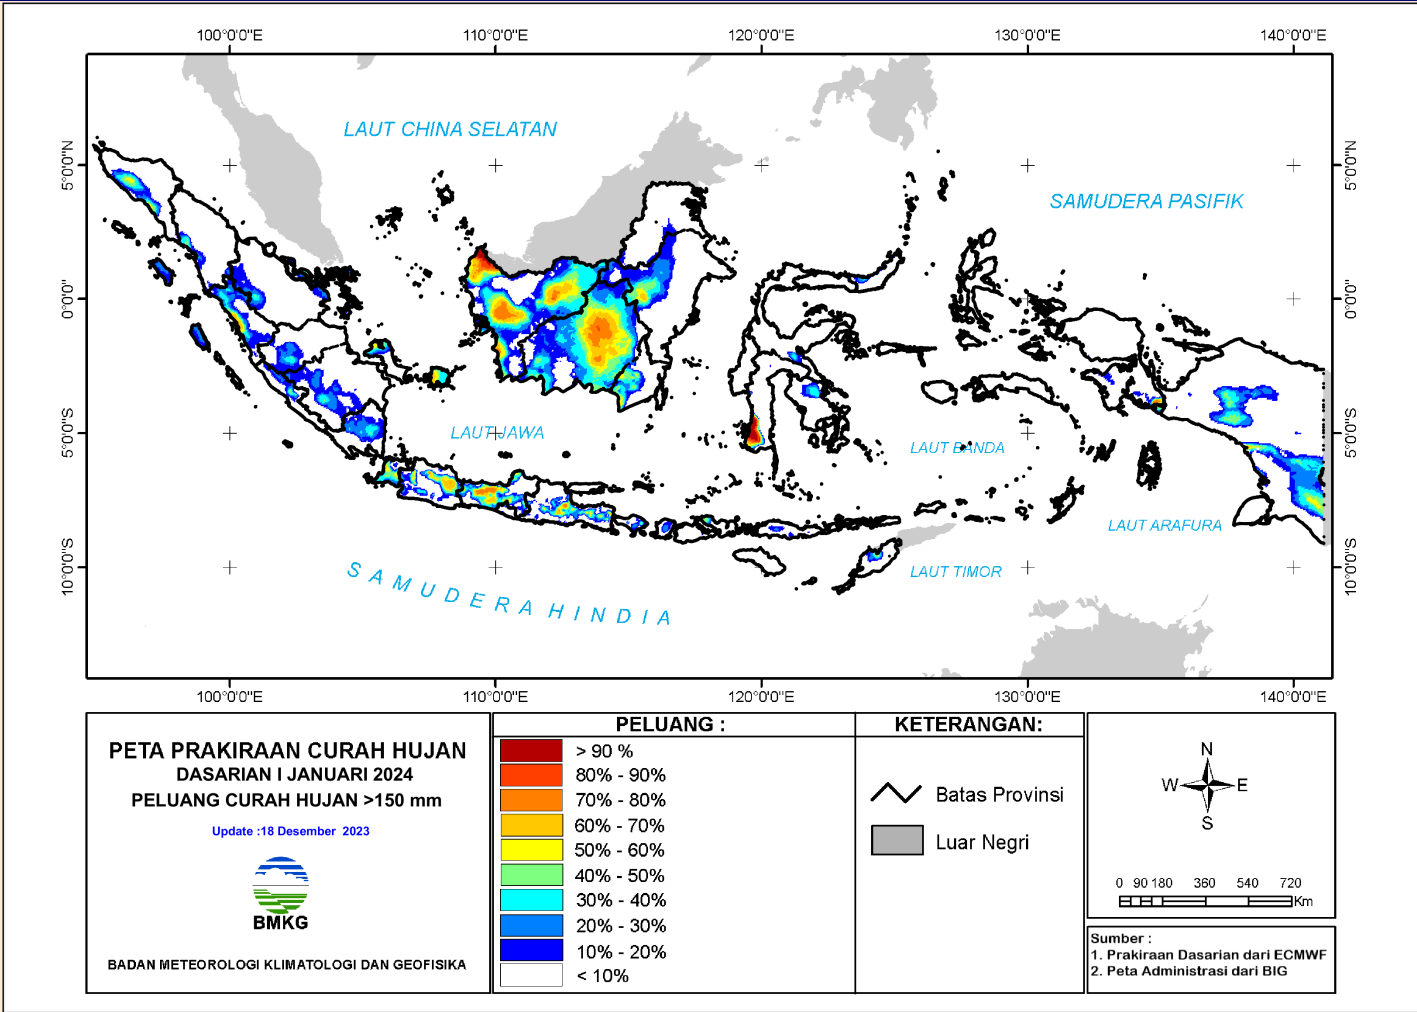 100°0'0"E 110°0'0"E 120°0'0"E 130°0'0"E 140°0'0"E
LAUT CHINA SELATAN
5°0'0"N 5°0'0"N
SAMUDERA PASIFIK
0°0'0" 0°0'0"
5°0'0"S 5°0'0"S
LAUT JAWA
LAUT BANDA
LAUT ARAFURA
10°0'0"S 10°0'0"S
LAUT TIMOR
SAMUDERA HINDIA
100°0'0"E 110°0'0"E 120°0'0"E 130°0'0"E 140°0'0"E
PETA PRAKIRAAN CURAH HUJAN
DASARIAN I JANUARI 2024
PELUANG CURAH HUJAN >150 mm
Update :18 Desember 2023
BMKG
BADAN METEOROLOGI KLIMATOLOGI DAN GEOFISIKA
PELUANG :
> 90 %
80% - 90%
70% - 80%
60% - 70%
50% - 60%
40% - 50%
30% - 40%
20% - 30%
10% - 20%
< 10%
KETERANGAN:
Batas Provinsi
Luar Negri
N
W E
S
0 90 180 360 540 720
Km
Sumber :
1. Prakiraan Dasarian dari ECMWF
2. Peta Administrasi dari BIG